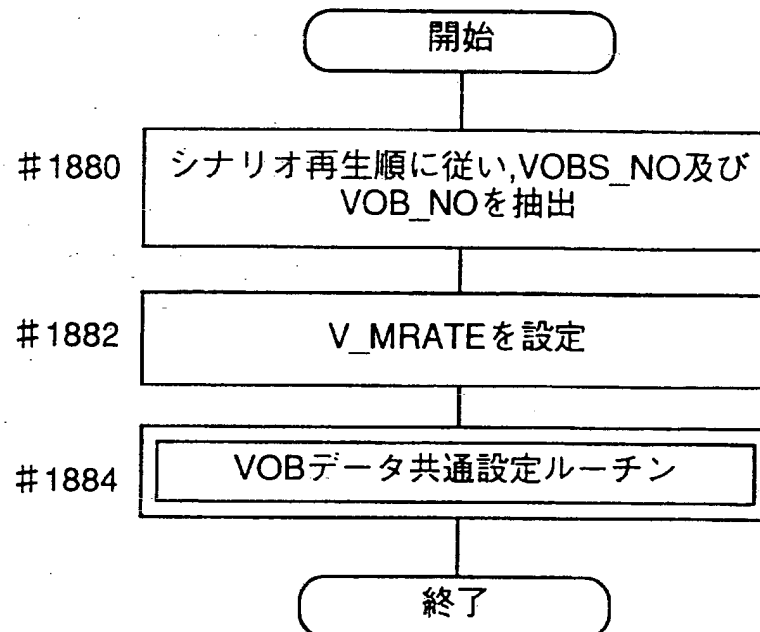 開始
#1880
シナリオ再生順に従い,VOBS_NO及び
VOB_NOを抽出
#1882
V_MRATEを設定
#1884
VOBデータ共通設定ルーチン
終了